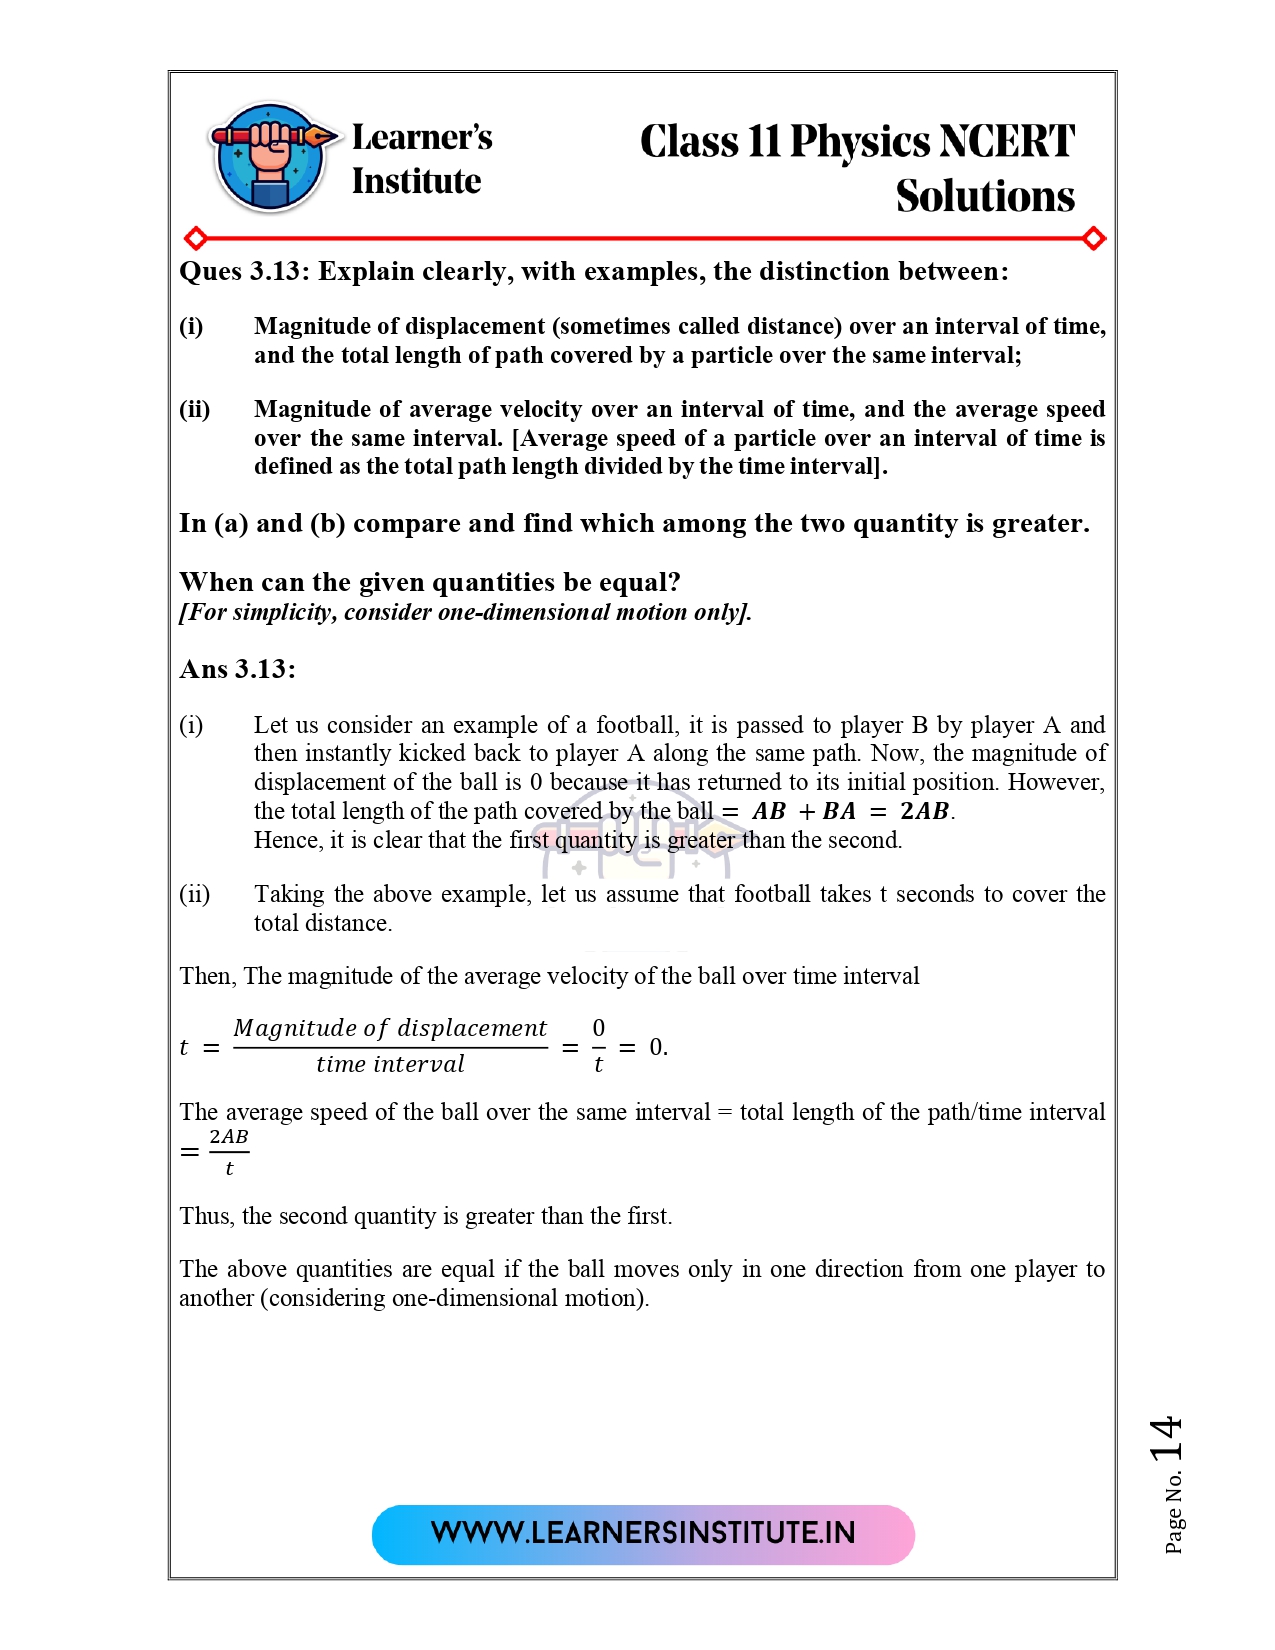 Learner's
Institute
Class 11 Physics NCERT
Solutions
Ques 3.13: Explain clearly, with examples, the distinction between:
(i) Magnitude of displacement (sometimes called distance) over an interval of time,
and the total length of path covered by a particle over the same interval;
(ii) Magnitude of average velocity over an interval of time, and the average speed
over the same interval. [Average speed of a particle over an interval of time is
defined as the total path length divided by the time interval].
In (a) and (b) compare and find which among the two quantity is greater.
When can the given quantities be equal?
[For simplicity, consider one-dimensional motion only].
Ans 3.13:
(i) Let us consider an example of a football, it is passed to player B by player A and
then instantly kicked back to player A along the same path. Now, the magnitude of
displacement of the ball is 0 because it has returned to its initial position. However,
the total length of the path covered by the ball = AB + BA = 2AB.
Hence, it is clear that the first quantity is greater than the second.
(ii) Taking the above example, let us assume that football takes t seconds to cover the
total distance.
Then, The magnitude of the average velocity of the ball over time interval
t = Magnitude of displacement / time interval = 0 / t = 0.
The average speed of the ball over the same interval = total length of the path/time interval
= 2AB / t
Thus, the second quantity is greater than the first.
The above quantities are equal if the ball moves only in one direction from one player to
another (considering one-dimensional motion).
Page No. 14
WWW.LEARNERSINSTITUTE.IN